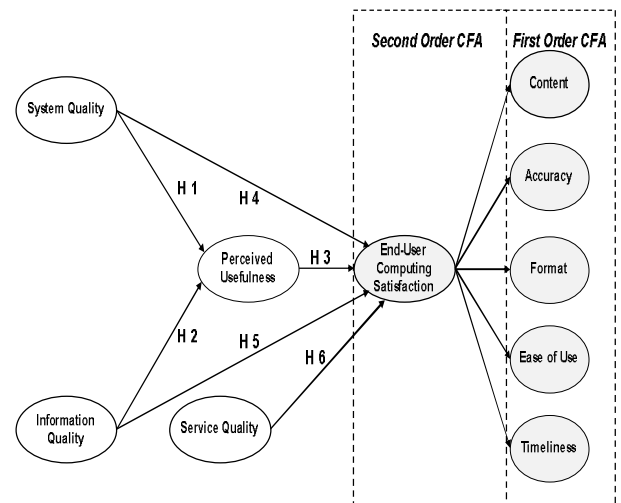 Second Order CFA
First Order CFA
System Quality
Content
H 1
H 4
Accuracy
Perceived
Usefulness
H 3
End-User
Computing
Satisfaction
Format
H 2
H 5
H 6
Ease of Use
Information
Quality
Service Quality
Timeliness